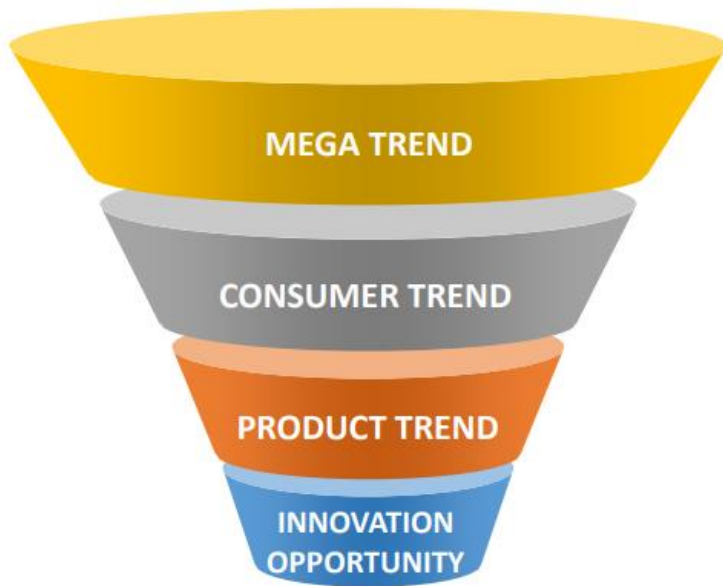 MEGA TREND
CONSUMER TREND
PRODUCT TREND
INNOVATION
OPPORTUNITY